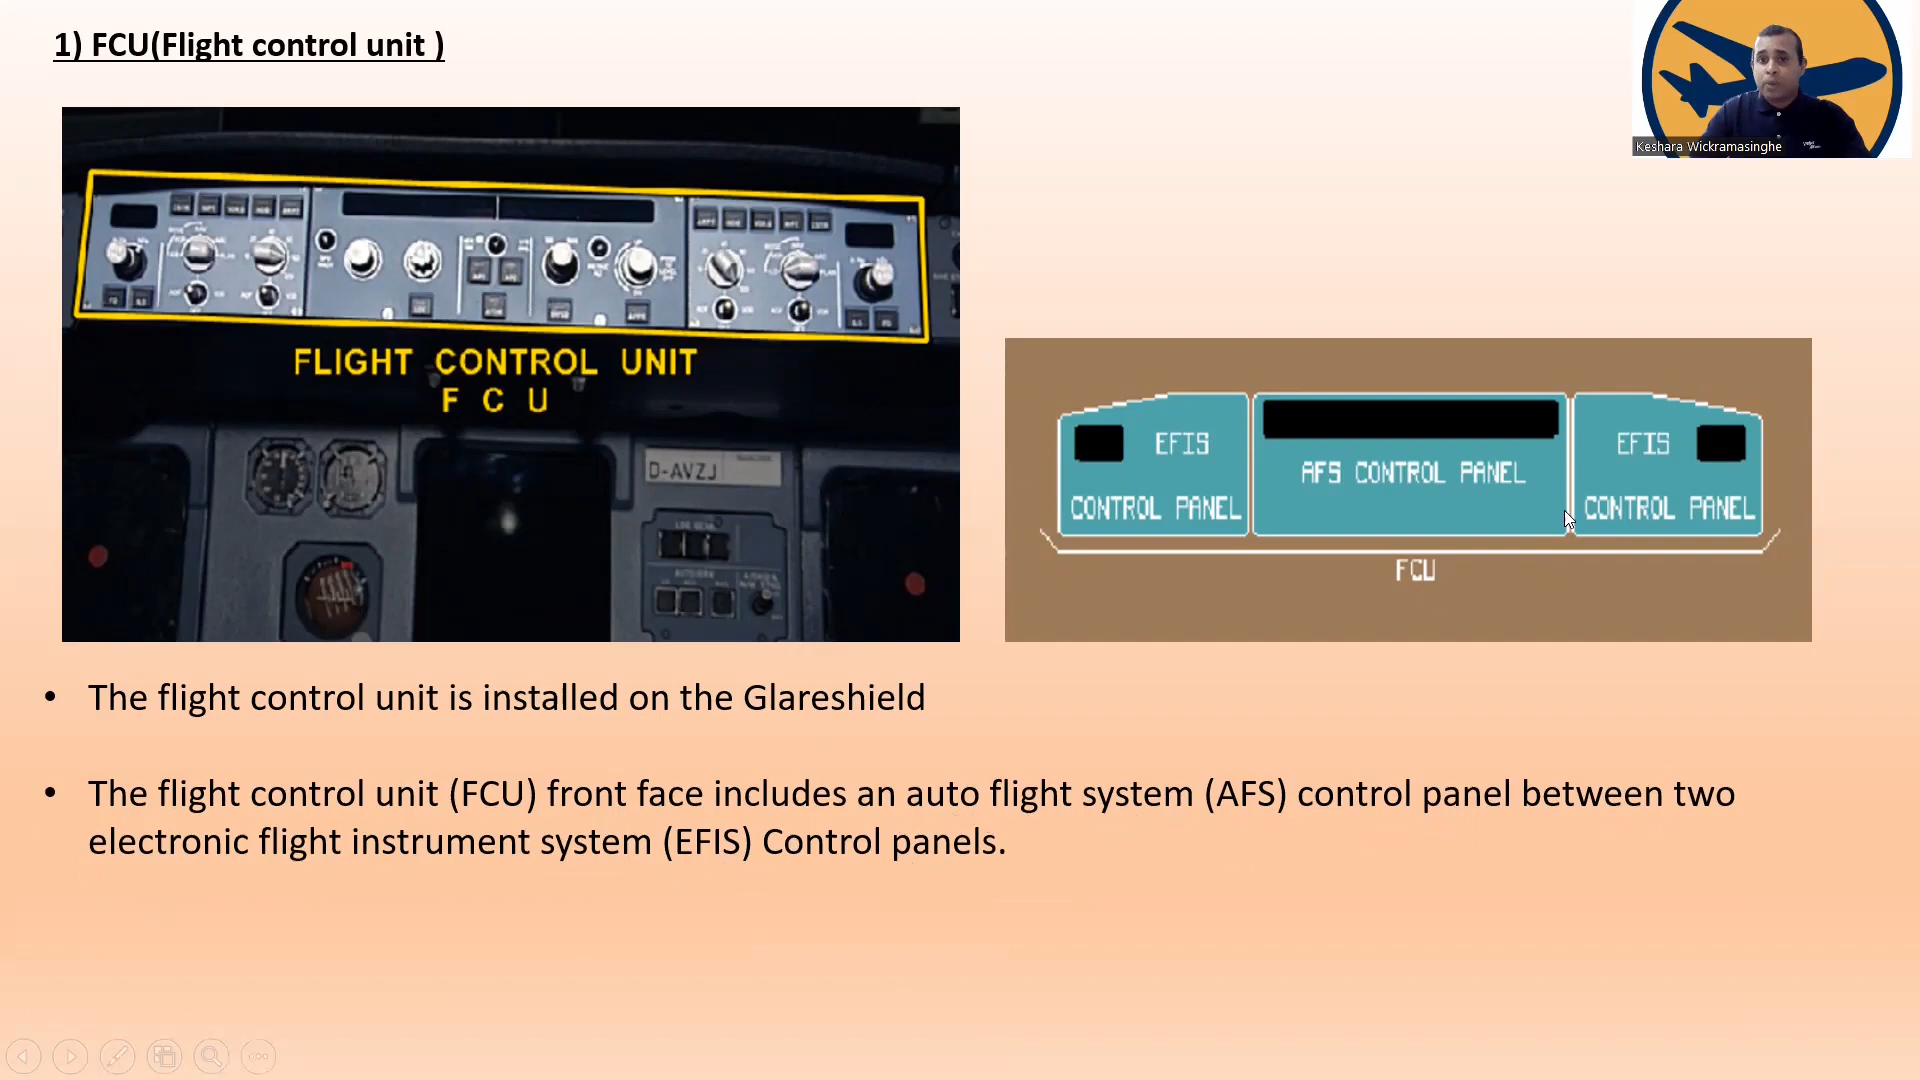 1) FCU(Flight control unit )
Keshara Wickramasinghe
FLIGHT CONTROL UNIT
F C U
D-AVZJ
EFIS
CONTROL PANEL
AFS CONTROL PANEL
EFIS
CONTROL PANEL
FCU
• The flight control unit is installed on the Glareshield
• The flight control unit (FCU) front face includes an auto flight system (AFS) control panel between two
electronic flight instrument system (EFIS) Control panels.